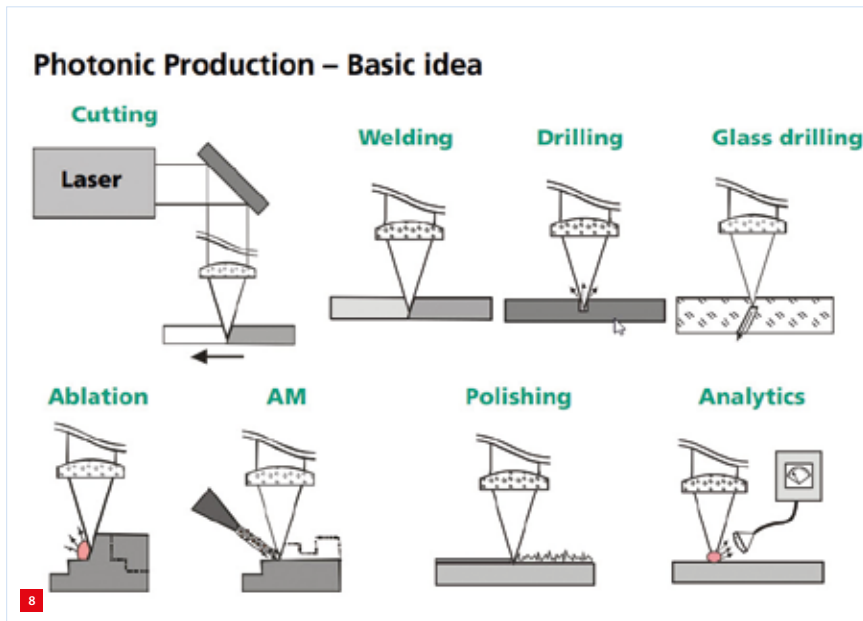 Photonic Production – Basic idea
Cutting
Welding
Drilling
Glass drilling
Laser
Ablation
AM
Polishing
Analytics
8